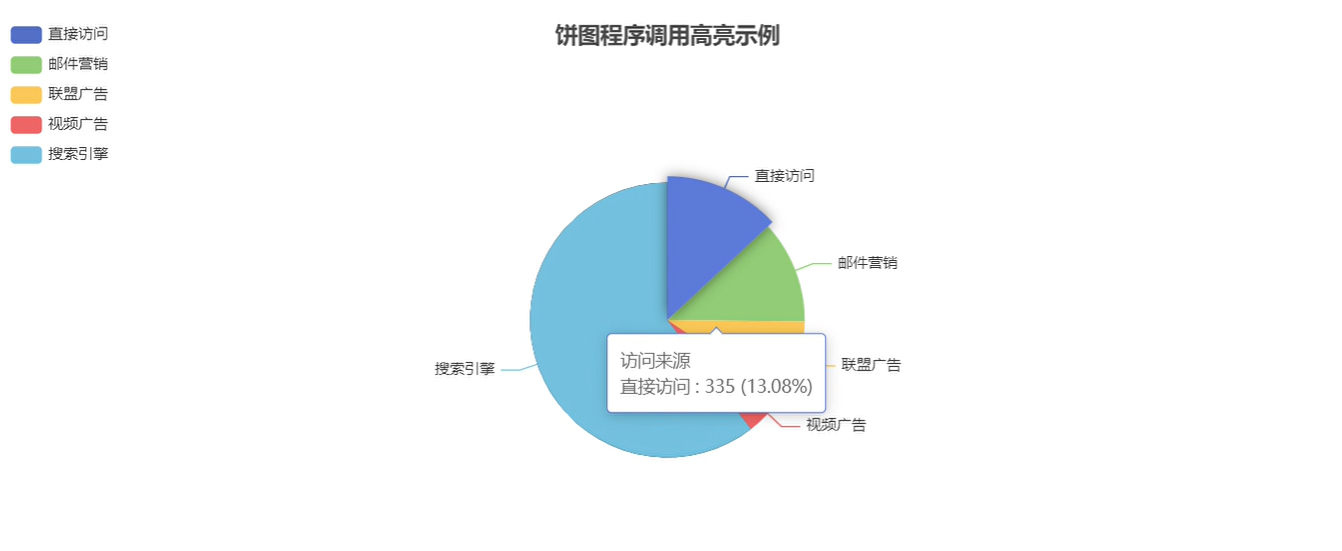 饼图程序调用高亮示例
直接访问
邮件营销
联盟广告
视频广告
搜索引擎
直接访问
邮件营销
联盟广告
视频广告
搜索引擎
访问来源
直接访问 : 335 (13.08%)